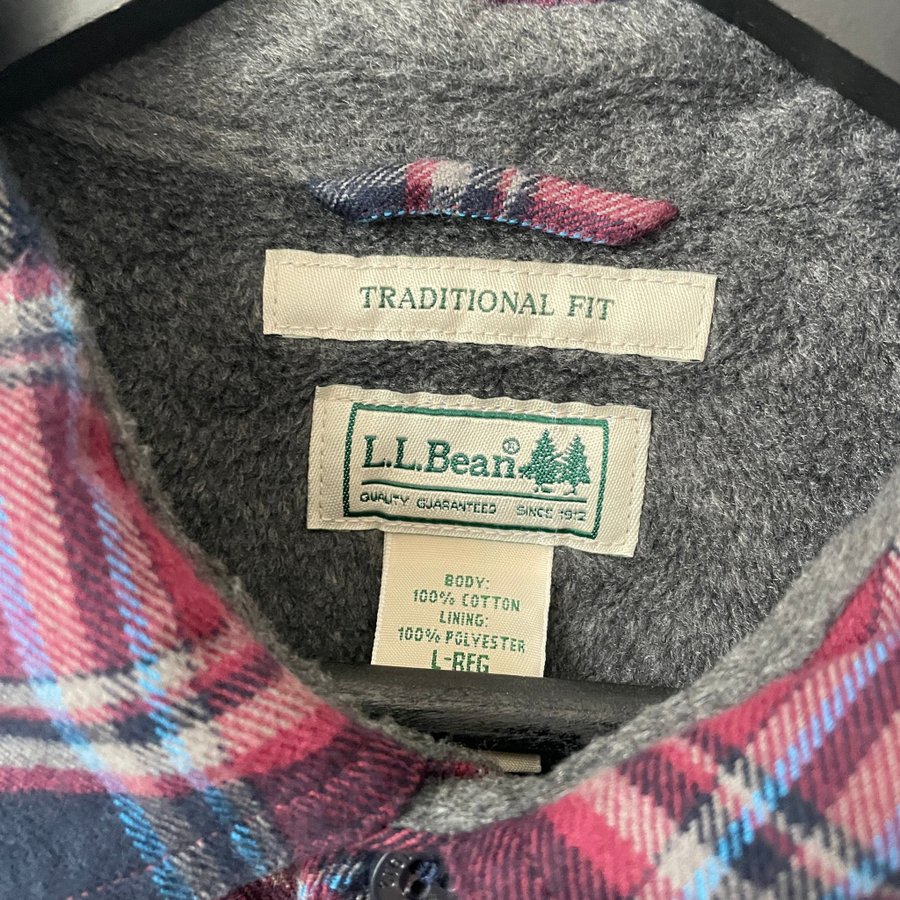 TRADITIONAL FIT
L.L.Bean®
QUALITY GUARANTEED SINCE 1912
BODY:
100% COTTON
LINING:
100% POLYESTER
L-REG